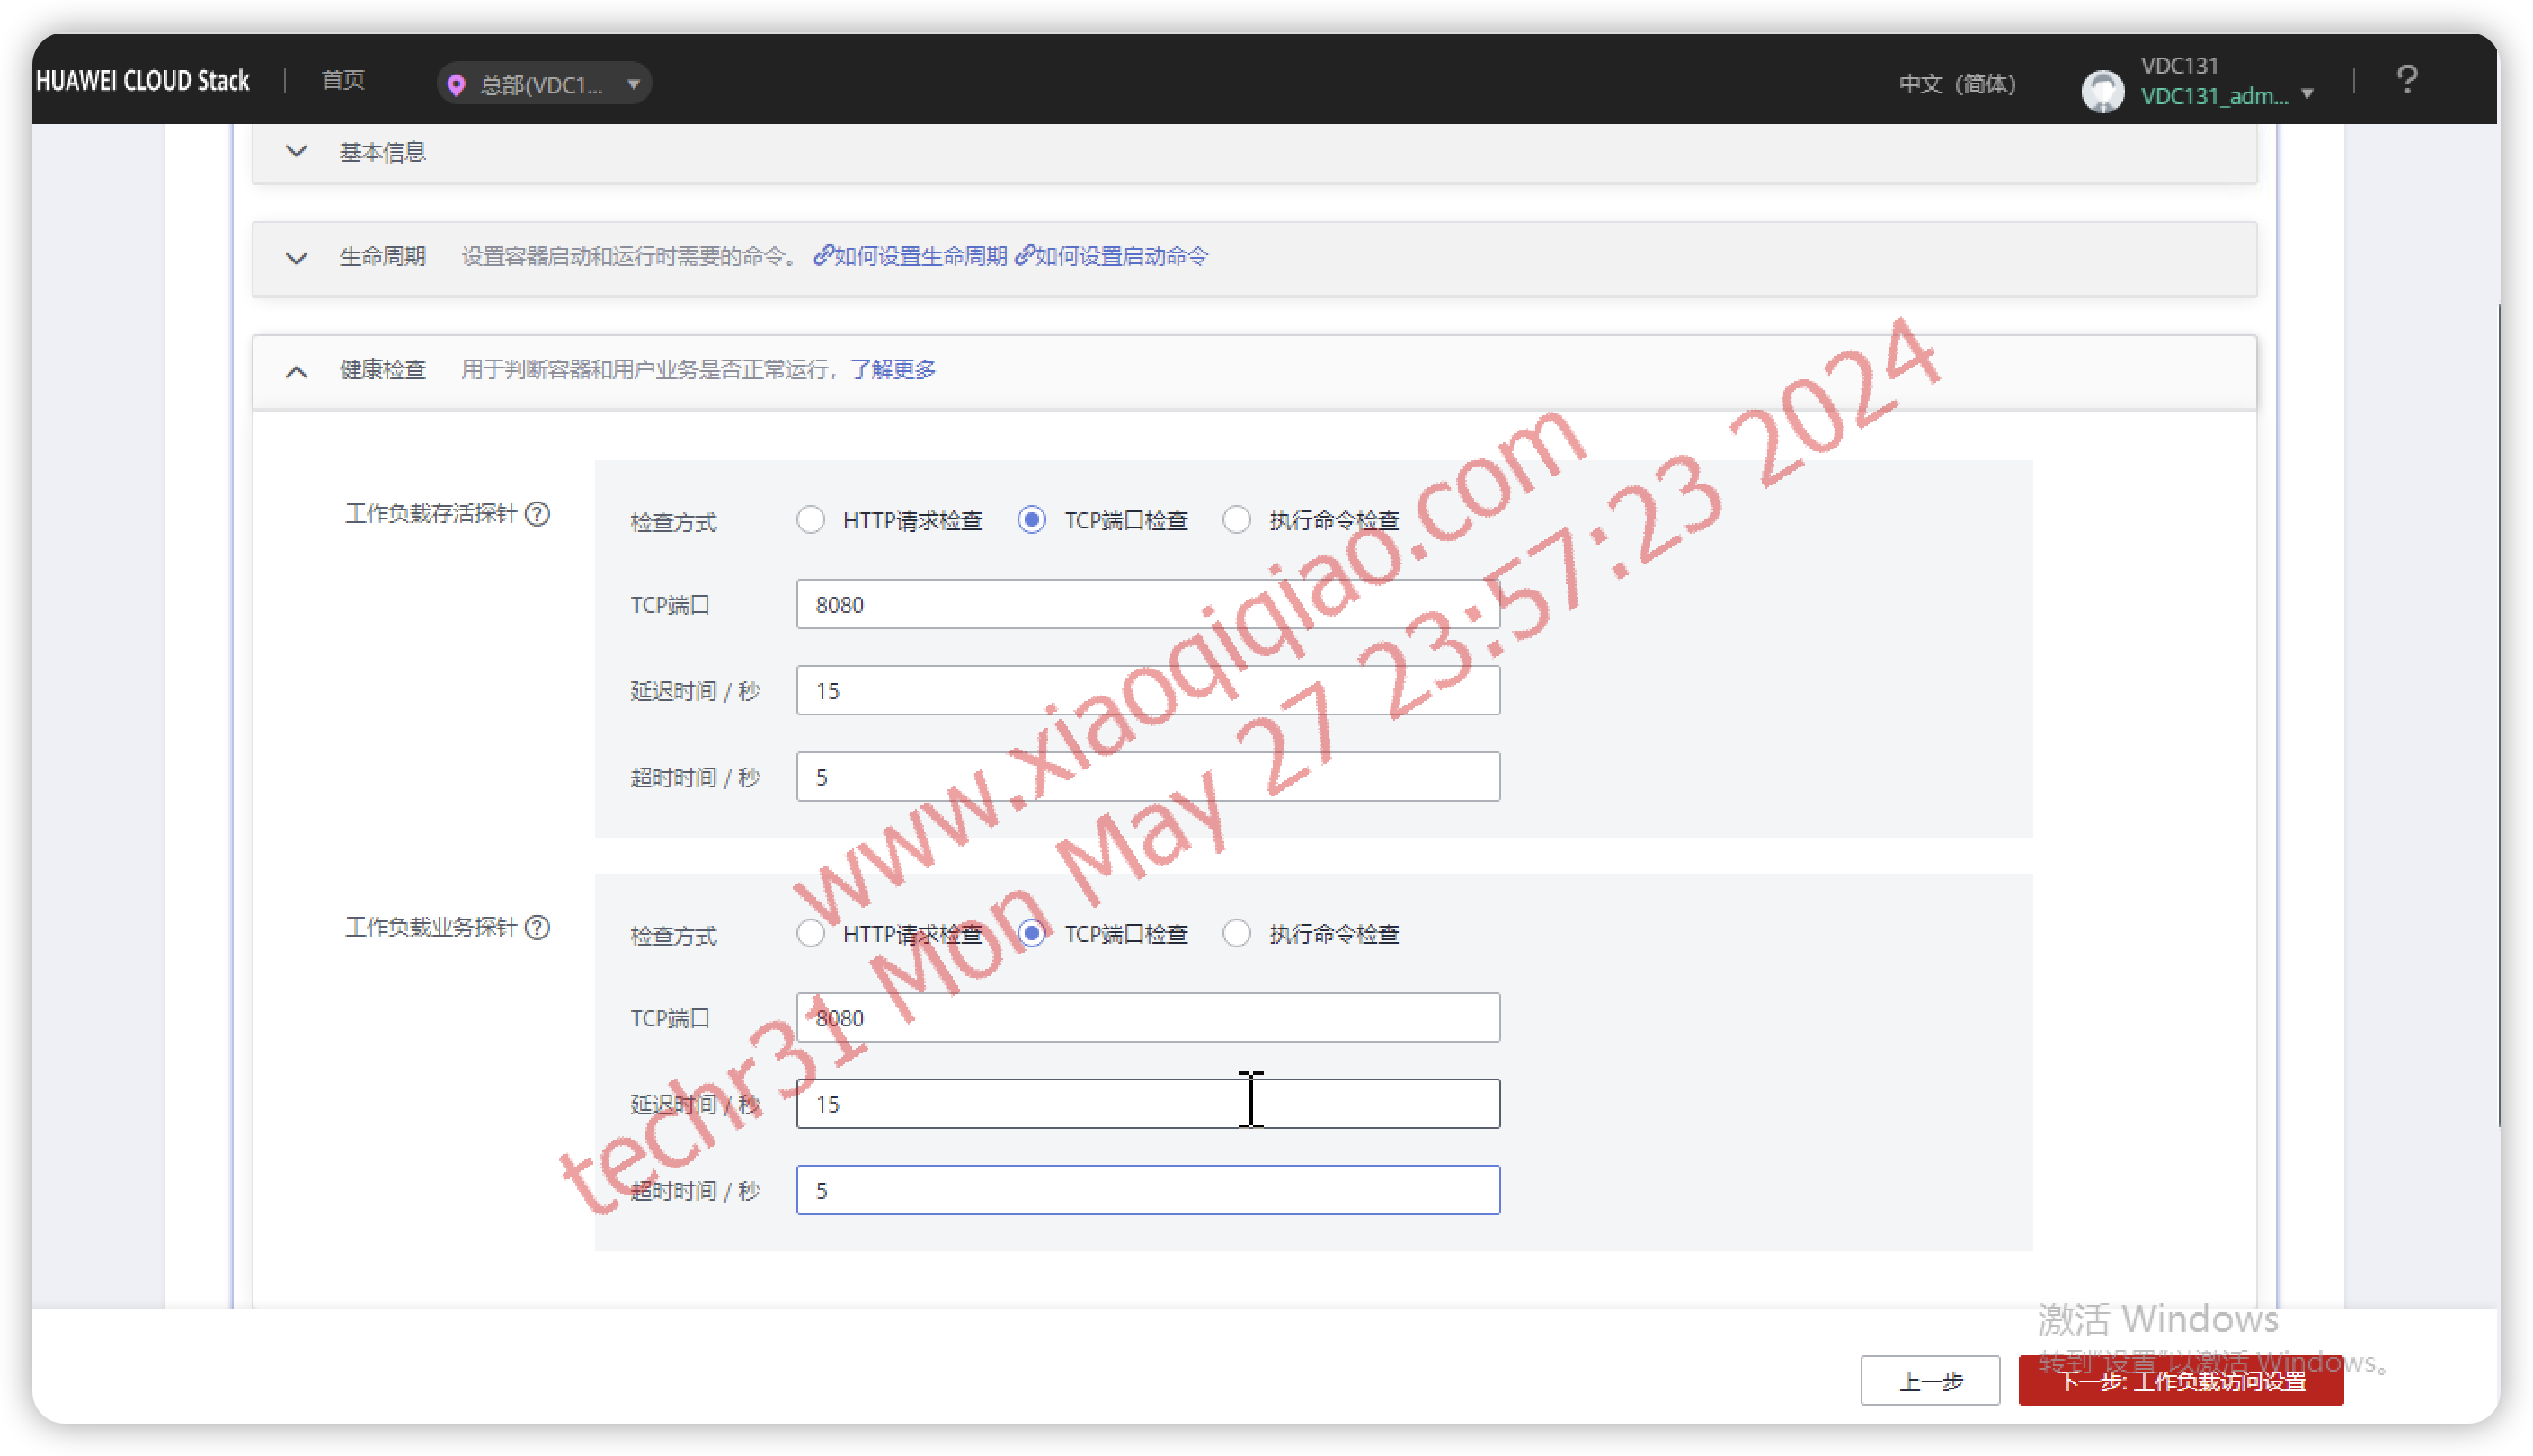 HUAWEI CLOUD Stack
首页
总部(VDC1...
中文（简体）
VDC131
VDC131_adm...
?
基本信息
生命周期 设置容器启动和运行时需要的命令。 如何设置生命周期 如何设置启动命令
健康检查 用于判断容器和用户业务是否正常运行，了解更多
工作负载存活探针 ?
检查方式 HTTP请求检查 TCP端口检查 执行命令检查
TCP端口 8080
延迟时间 / 秒 15
超时时间 / 秒 5
工作负载业务探针 ?
检查方式 HTTP请求检查 TCP端口检查 执行命令检查
TCP端口 8080
延迟时间 / 秒 15
超时时间 / 秒 5
www.xiaoqiqiao.com
techr31 Mon May 27 23:57:23 2024
激活 Windows
转到"设置"以激活 Windows。
上一步
下一步: 工作负载访问设置